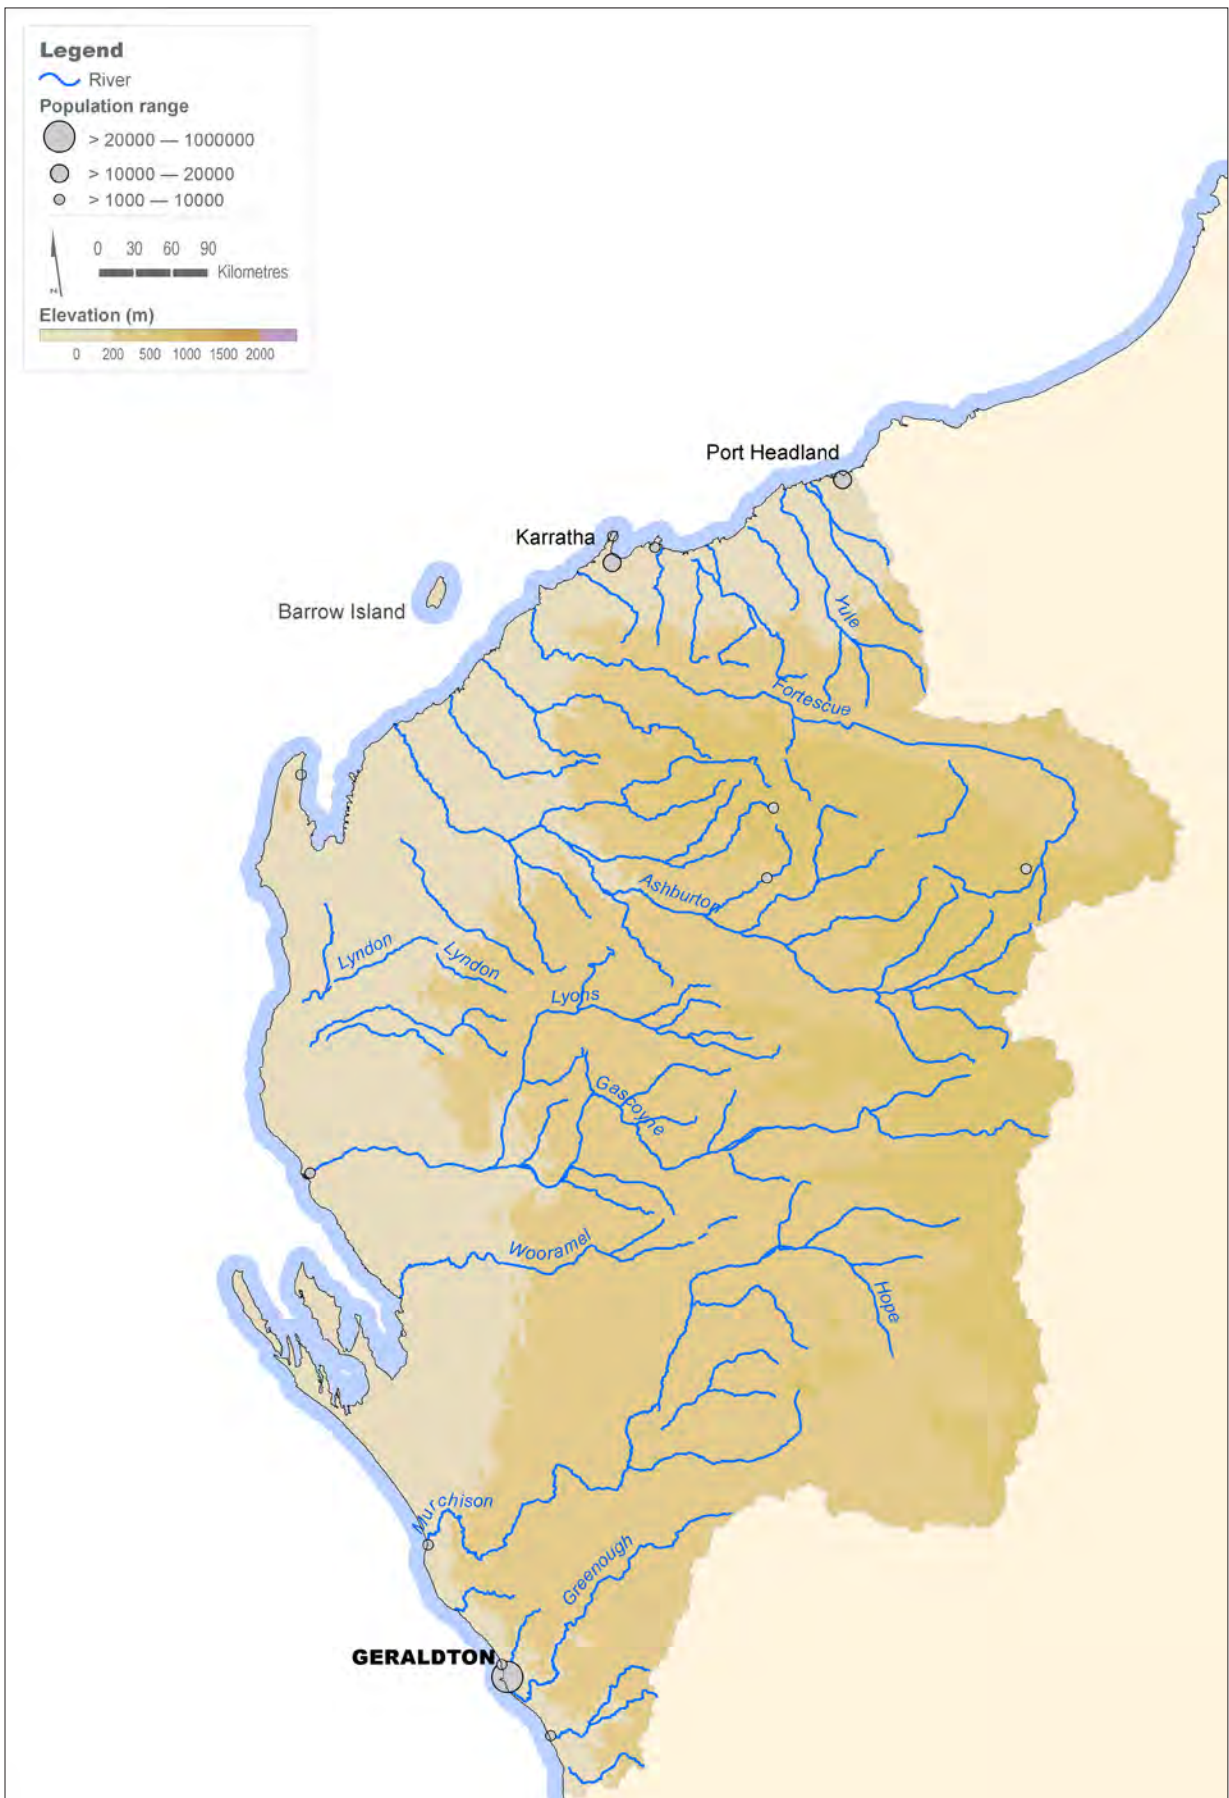 Legend
River
Population range
> 20000 — 1000000
> 10000 — 20000
> 1000 — 10000
0 30 60 90
Kilometres
N
Elevation (m)
0 200 500 1000 1500 2000
Port Headland
Karratha
Barrow Island
Yule
Fortescue
Ashburton
Lyndon
Lyndon
Lyons
Gascoyne
Wooramel
Hope
Murchison
Greenough
GERALDTON